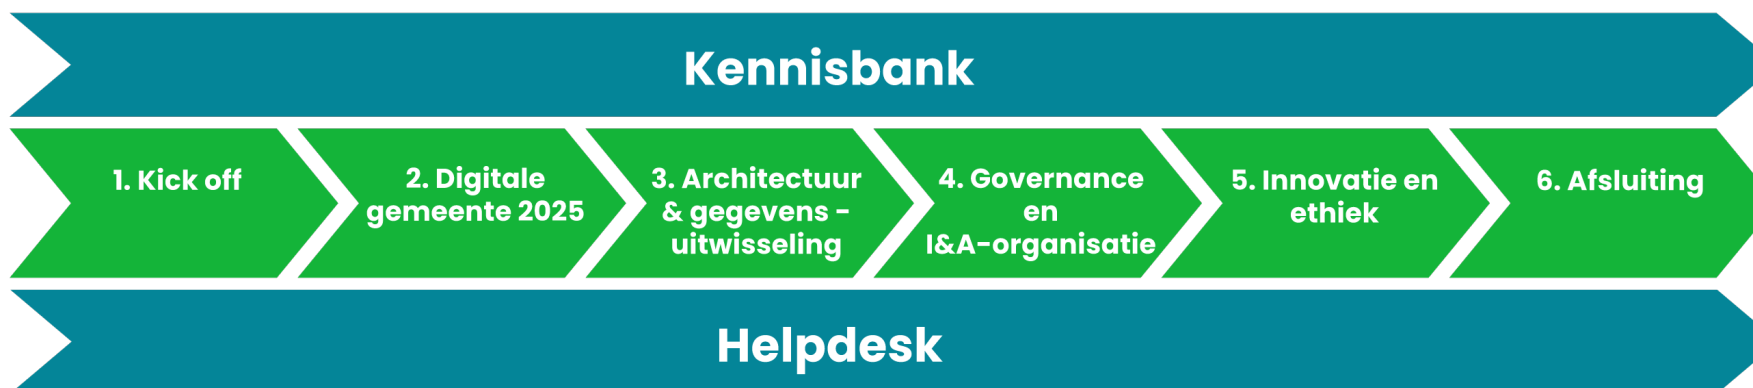 Kennisbank
1. Kick off
2. Digitale
gemeente 2025
3. Architectuur
& gegevens -
uitwisseling
4. Governance
en
I&A-organisatie
5. Innovatie en
ethiek
6. Afsluiting
Helpdesk